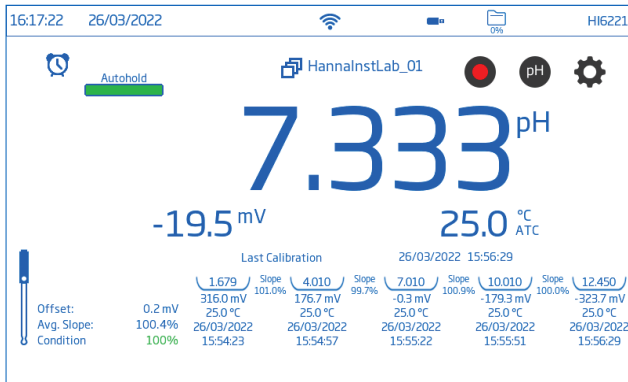 16:17:22 26/03/2022 0% HI6221
Autohold HannaInstLab_01 pH
7.333 pH
-19.5 mV 25.0 °C
ATC
Last Calibration 26/03/2022 15:56:29
1.679 Slope 101.0% 4.010 Slope 99.7% 7.010 Slope 100.9% 10.010 Slope 100.0% 12.450
316.0 mV 176.7 mV -0.3 mV -179.3 mV -323.7 mV
Offset: 0.2 mV 25.0 °C 25.0 °C 25.0 °C 25.0 °C 25.0 °C
Avg. Slope: 100.4% 26/03/2022 26/03/2022 26/03/2022 26/03/2022 26/03/2022
Condition 100% 15:54:23 15:54:57 15:55:22 15:55:51 15:56:29